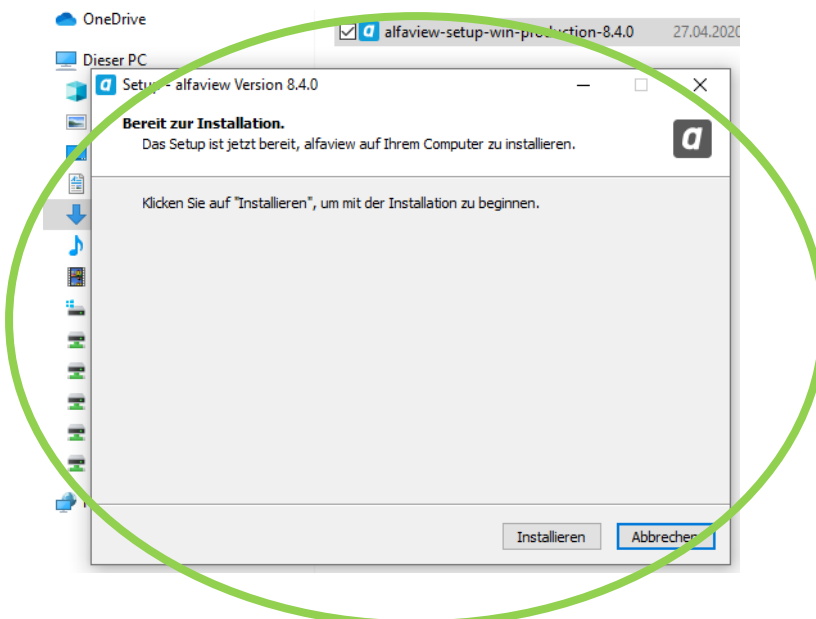 OneDrive
alfaview-setup-win-production-8.4.0 27.04.2020
Dieser PC
Setup - alfaview Version 8.4.0
Bereit zur Installation.
Das Setup ist jetzt bereit, alfaview auf Ihrem Computer zu installieren.
Klicken Sie auf "Installieren", um mit der Installation zu beginnen.
Installieren Abbrechen